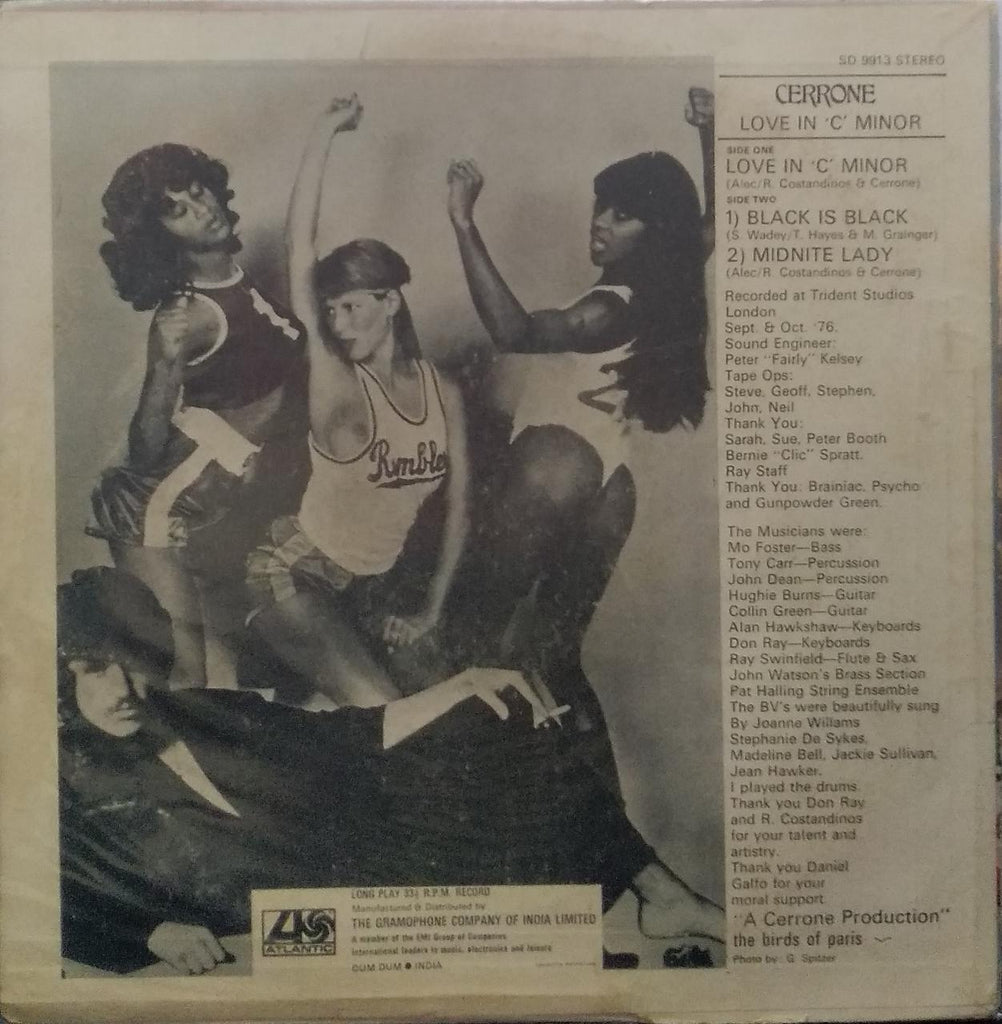 SD 9913 STEREO
CERRONE
LOVE IN 'C' MINOR
SIDE ONE
LOVE IN 'C' MINOR
(Alec/R. Costandinos & Cerrone)
SIDE TWO
1) BLACK IS BLACK
(S. Wadey/T. Hayes & M. Grainger)
2) MIDNITE LADY
(Alec/R. Costandinos & Cerrone)
Recorded at Trident Studios
London
Sept. & Oct. '76.
Sound Engineer:
Peter "Fairly" Kelsey
Tape Ops:
Steve, Geoff, Stephen,
John, Neil
Thank You:
Sarah, Sue, Peter Booth
Bernie "Clic" Spratt.
Ray Staff
Thank You: Brainiac, Psycho
and Gunpowder Green.
The Musicians were:
Mo Foster—Bass
Tony Carr—Percussion
John Dean—Percussion
Hughie Burns—Guitar
Collin Green—Guitar
Alan Hawkshaw—Keyboards
Don Ray—Keyboards
Ray Swinfield—Flute & Sax
John Watson's Brass Section
Pat Halling String Ensemble
The BV's were beautifully sung
By Joanne Willams
Stephanie De Sykes,
Madeline Bell, Jackie Sullivan,
Jean Hawker.
I played the drums
Thank you Don Ray
and R. Costandinos
for your talent and
artistry.
Thank you Daniel
Galfo for your
moral support
"A Cerrone Production"
the birds of paris
Photo by: G. Spitzer
Rumble
LONG PLAY 33⅓ R.P.M. RECORD
Manufactured & Distributed by
THE GRAMOPHONE COMPANY OF INDIA LIMITED
A member of the EMI Group of Companies
International leaders in music, electronics and leisure
DUM DUM ● INDIA
ATLANTIC